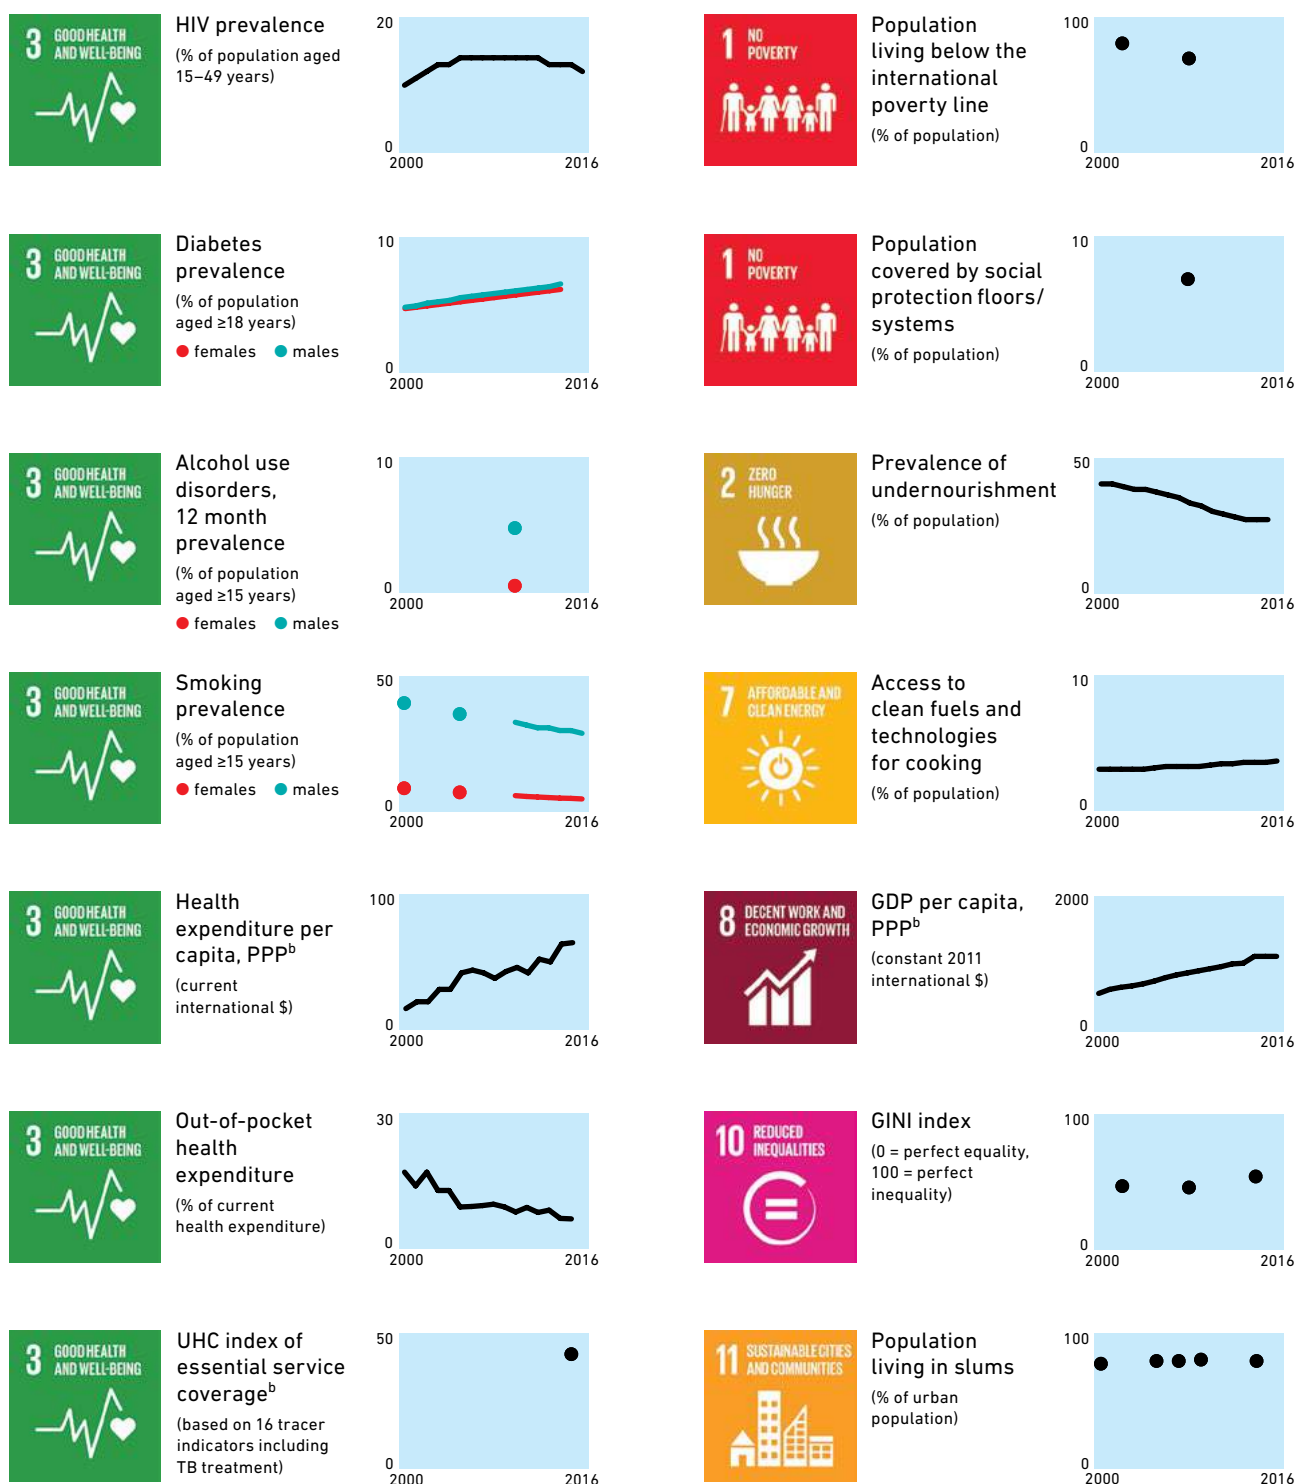 3 GOOD HEALTH
AND WELL-BEING
HIV prevalence
(% of population aged
15–49 years)
20
0
2000 2016
1 NO
POVERTY
Population
living below the
international
poverty line
(% of population)
100
0
2000 2016
3 GOOD HEALTH
AND WELL-BEING
Diabetes
prevalence
(% of population
aged ≥18 years)
females males
10
0
2000 2016
1 NO
POVERTY
Population
covered by social
protection floors/
systems
(% of population)
10
0
2000 2016
3 GOOD HEALTH
AND WELL-BEING
Alcohol use
disorders,
12 month
prevalence
(% of population
aged ≥15 years)
females males
10
0
2000 2016
2 ZERO
HUNGER
Prevalence of
undernourishment
(% of population)
50
0
2000 2016
3 GOOD HEALTH
AND WELL-BEING
Smoking
prevalence
(% of population
aged ≥15 years)
females males
50
0
2000 2016
7 AFFORDABLE AND
CLEAN ENERGY
Access to
clean fuels and
technologies
for cooking
(% of population)
10
0
2000 2016
3 GOOD HEALTH
AND WELL-BEING
Health
expenditure per
capita, PPPᵇ
(current
international $)
100
0
2000 2016
8 DECENT WORK AND
ECONOMIC GROWTH
GDP per capita,
PPPᵇ
(constant 2011
international $)
2000
0
2000 2016
3 GOOD HEALTH
AND WELL-BEING
Out-of-pocket
health
expenditure
(% of current
health expenditure)
30
0
2000 2016
10 REDUCED
INEQUALITIES
GINI index
(0 = perfect equality,
100 = perfect
inequality)
100
0
2000 2016
3 GOOD HEALTH
AND WELL-BEING
UHC index of
essential service
coverageᵇ
(based on 16 tracer
indicators including
TB treatment)
50
0
2000 2016
11 SUSTAINABLE CITIES
AND COMMUNITIES
Population
living in slums
(% of urban
population)
100
0
2000 2016